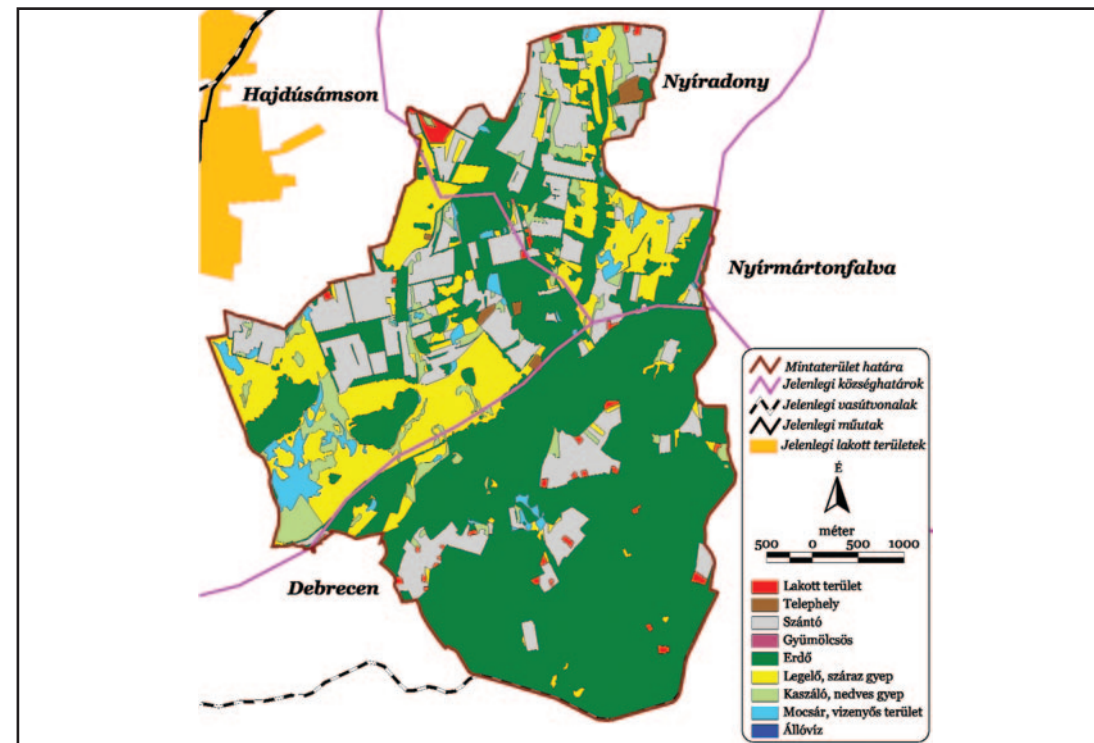 Hajdúsámson
Nyíradony
Nyírmártonfalva
Debrecen
Mintaterület határa
Jelenlegi községhatárok
Jelenlegi vasútvonalak
Jelenlegi műutak
Jelenlegi lakott területek
É
méter
500 0 500 1000
Lakott terület
Telephely
Szántó
Gyümölcsös
Erdő
Legelő, száraz gyep
Kaszáló, nedves gyep
Mocsár, vizenyős terület
Állóvíz